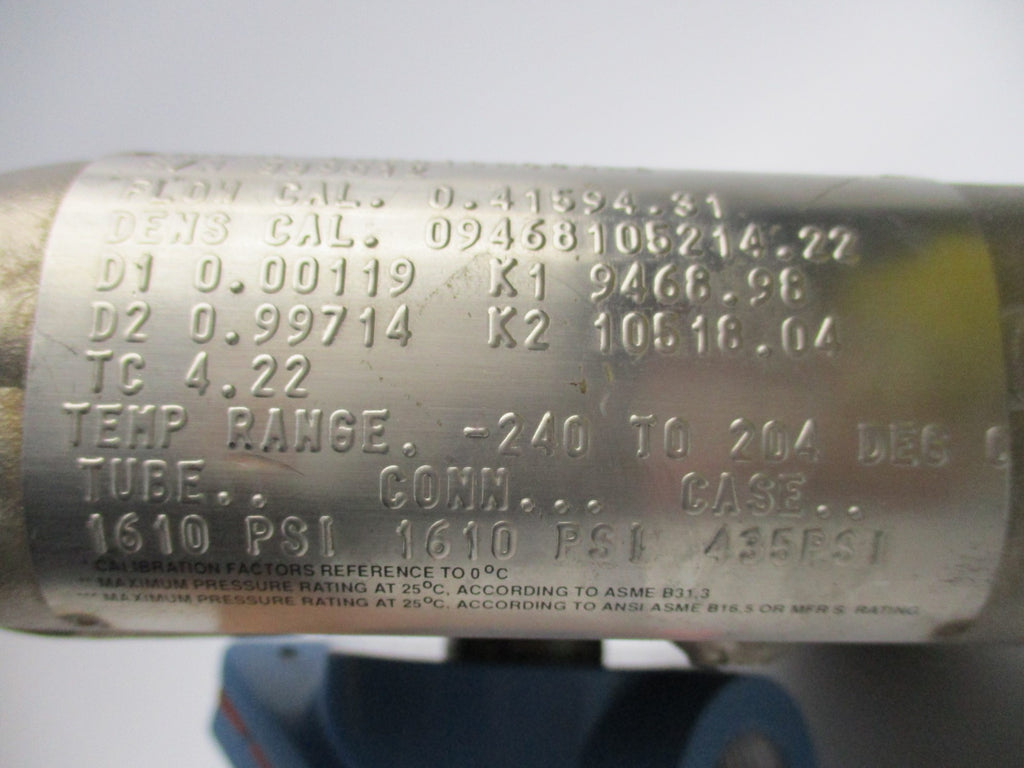 FLOW CAL. 0.41594.31
DENS CAL. 09468105214.22
D1 0.00119 K1 9468.98
D2 0.99714 K2 10518.04
TC 4.22
TEMP RANGE. -240 TO 204 DEG C
TUBE.. CONN... CASE..
1610 PSI 1610 PSI 435PSI
* CALIBRATION FACTORS REFERENCE TO 0°C
** MAXIMUM PRESSURE RATING AT 25°C, ACCORDING TO ASME B31.3
*** MAXIMUM PRESSURE RATING AT 25°C, ACCORDING TO ANSI ASME B16.5 OR MFR'S RATING